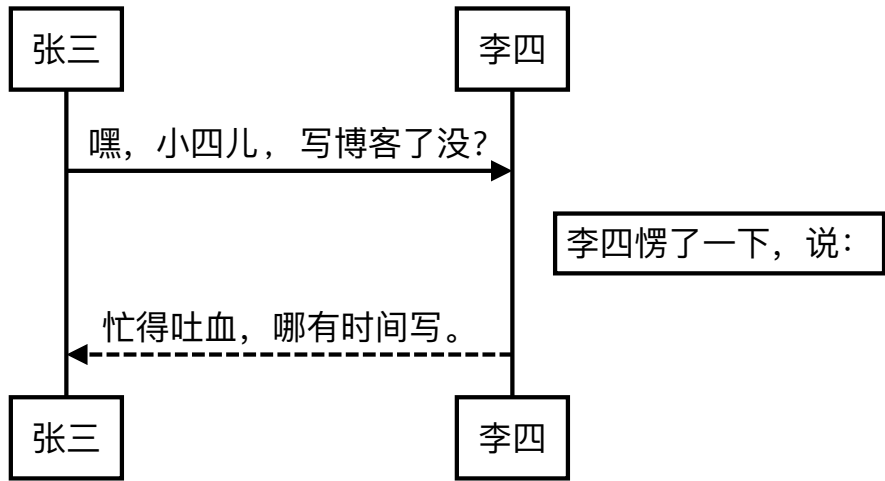 张三
李四
嘿，小四儿，写博客了没？
李四愣了一下，说：
忙得吐血，哪有时间写。
张三
李四